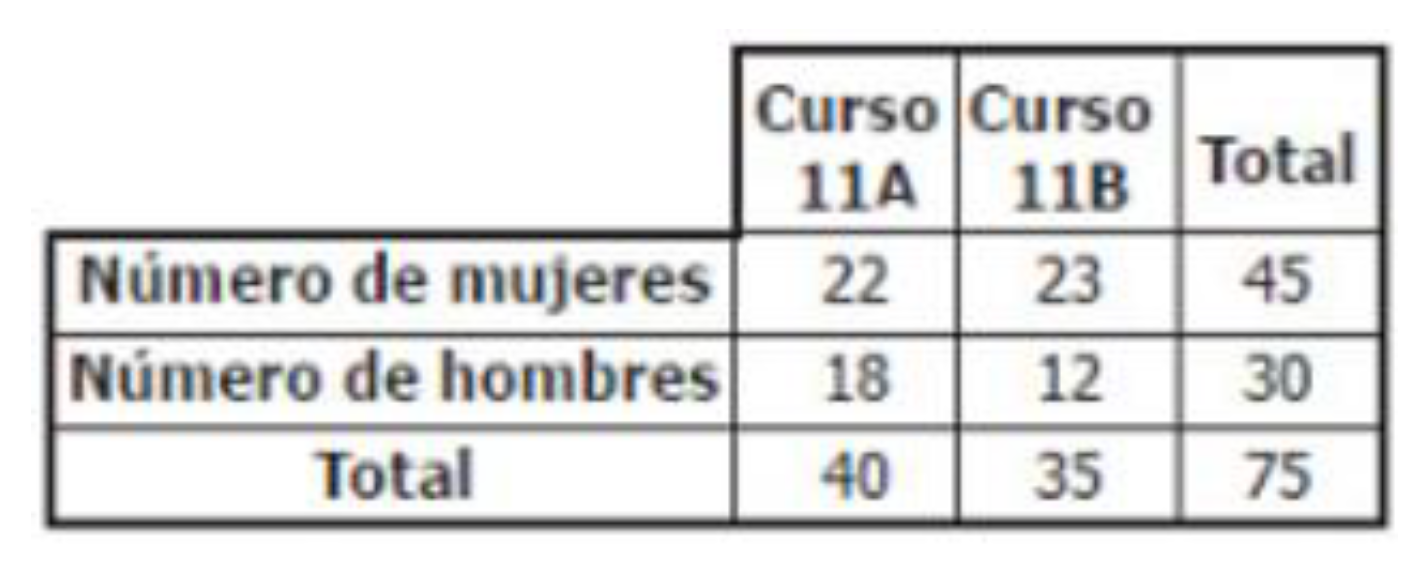 Curso 11A Curso 11B Total
Número de mujeres 22 23 45
Número de hombres 18 12 30
Total 40 35 75